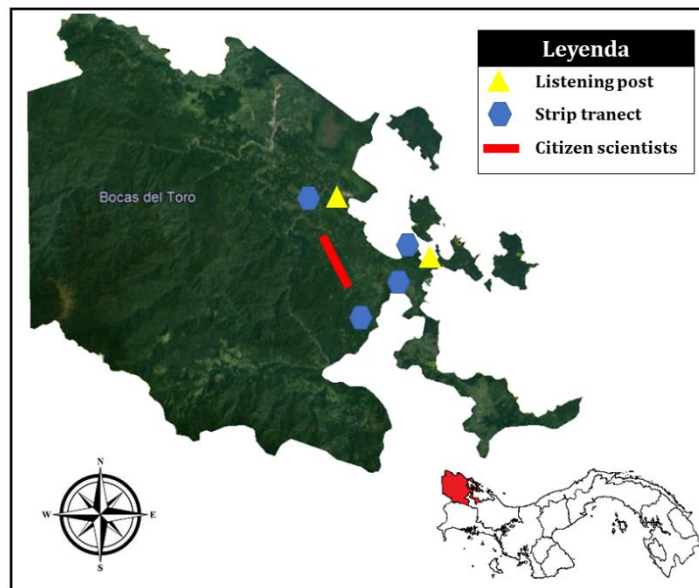 Leyenda
Listening post
Strip tranect
Citizen scientists
Bocas del Toro
N
W
E
S